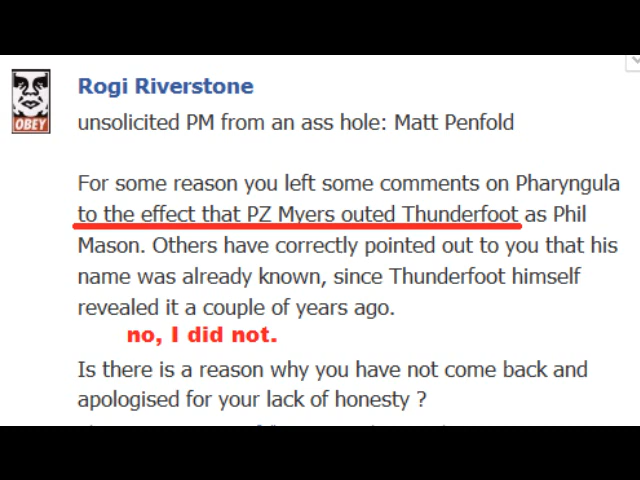 Rogi Riverstone
OBEY
unsolicited PM from an ass hole: Matt Penfold
For some reason you left some comments on Pharyngula
to the effect that PZ Myers outed Thunderfoot as Phil
Mason. Others have correctly pointed out to you that his
name was already known, since Thunderfoot himself
revealed it a couple of years ago.
no, I did not.
Is there is a reason why you have not come back and
apologised for your lack of honesty ?